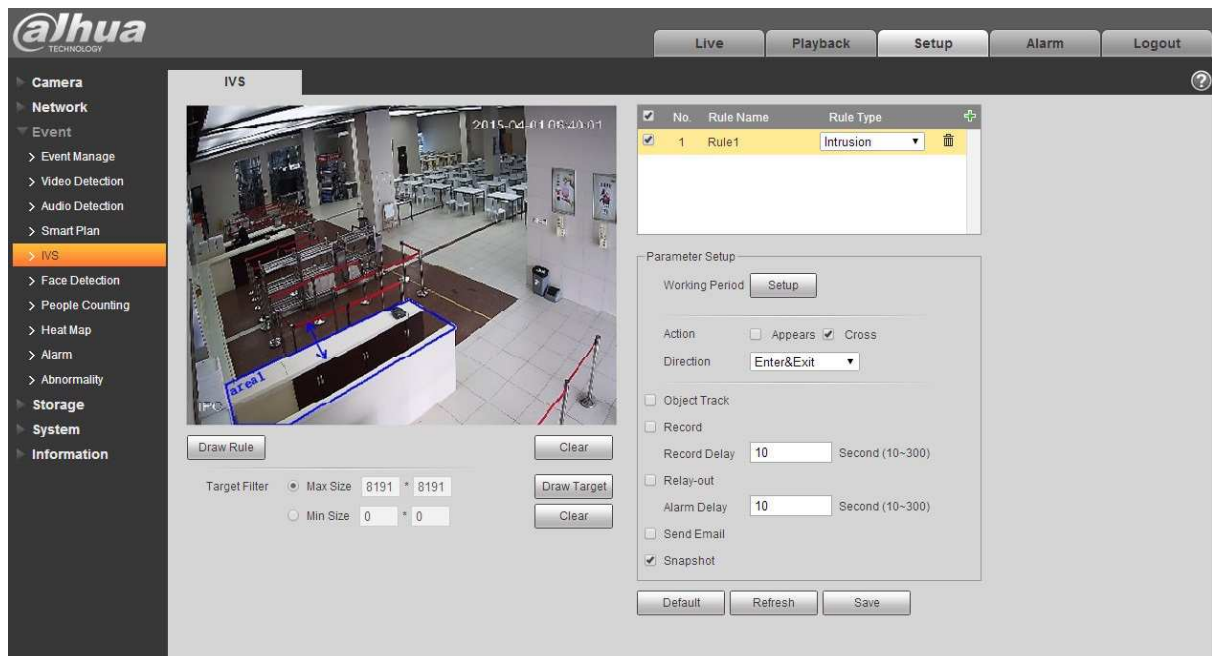 alhua
TECHNOLOGY
Live
Playback
Setup
Alarm
Logout
Camera
Network
Event
Event Manage
Video Detection
Audio Detection
Smart Plan
IVS
Face Detection
People Counting
Heat Map
Alarm
Abnormality
Storage
System
Information
IVS
2015-04-01 06:40:01
area1
IPC
Draw Rule
Clear
Target Filter Max Size 8191 * 8191 Draw Target
Min Size 0 * 0 Clear
No. Rule Name Rule Type
1 Rule1 Intrusion
Parameter Setup
Working Period Setup
Action Appears Cross
Direction Enter&Exit
Object Track
Record
Record Delay 10 Second (10~300)
Relay-out
Alarm Delay 10 Second (10~300)
Send Email
Snapshot
Default Refresh Save